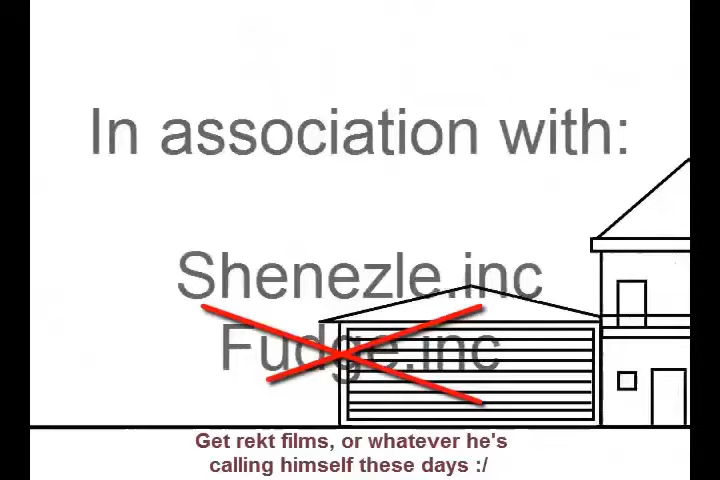 In association with:
Shenezle.inc
Fudge.inc
Get rekt films, or whatever he's
calling himself these days :/